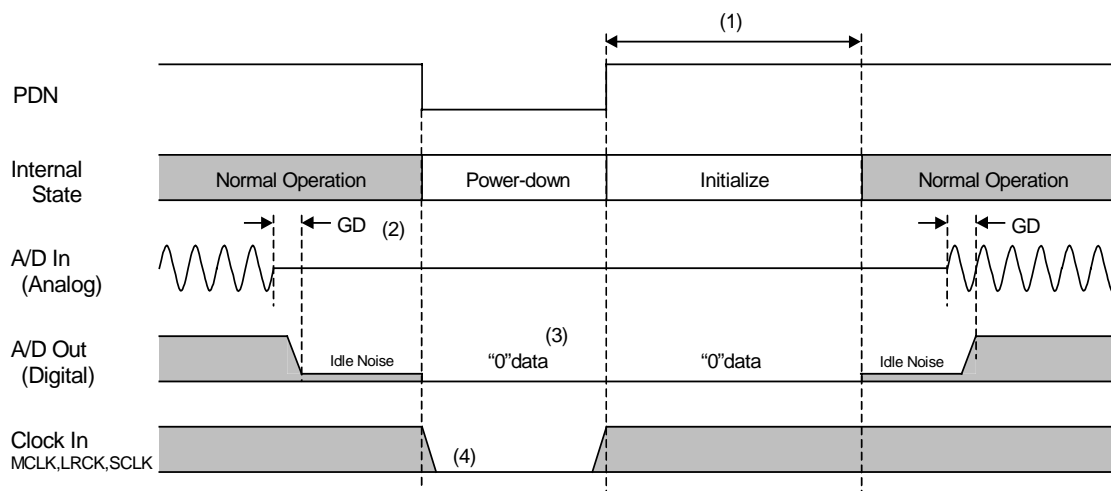 (1)
PDN
Internal
State
Normal Operation
Power-down
Initialize
Normal Operation
GD
(2)
GD
A/D In
(Analog)
A/D Out
(Digital)
Idle Noise
(3)
“0”data
“0”data
Idle Noise
Clock In
MCLK,LRCK,SCLK
(4)